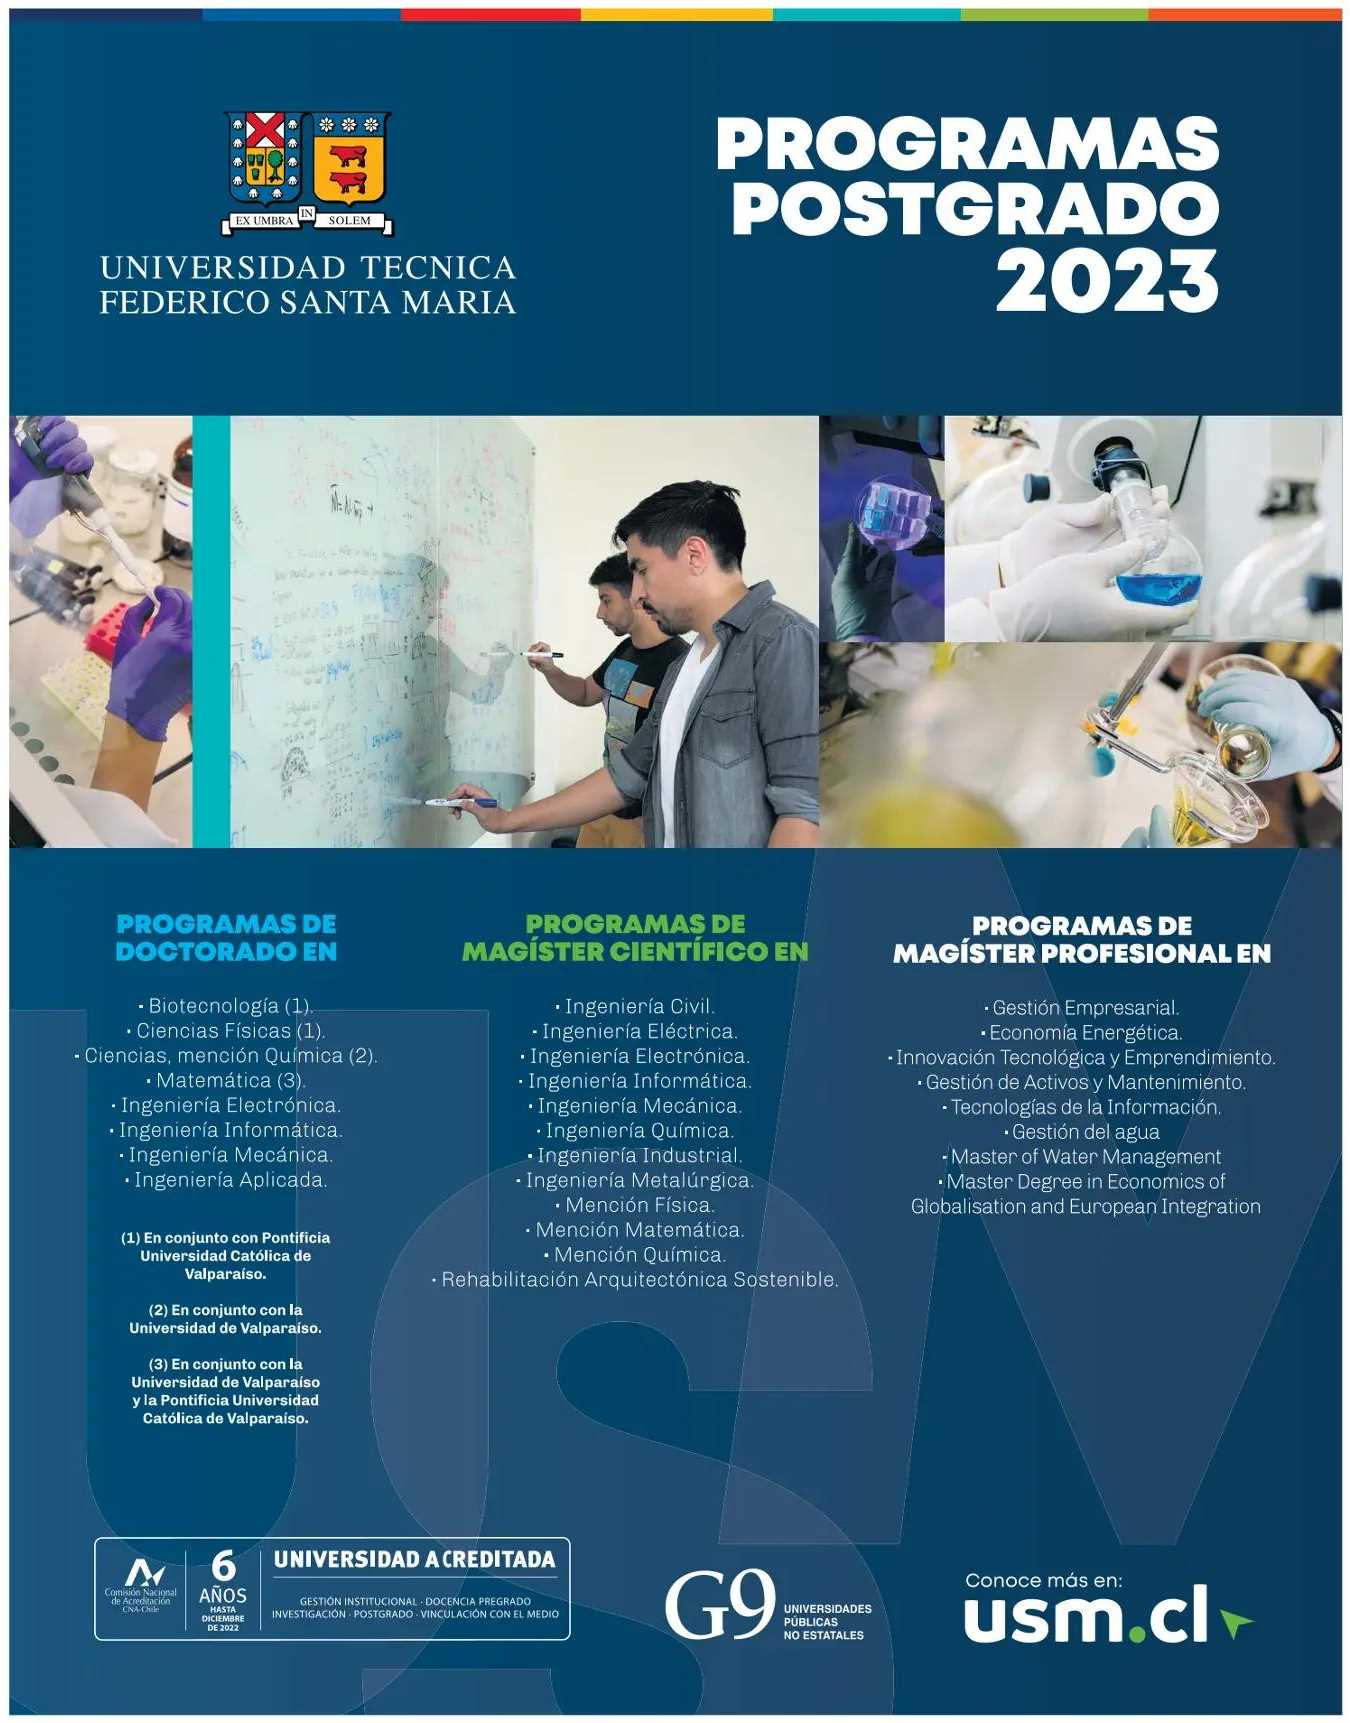 EX UMBRA IN SOLEM
UNIVERSIDAD TECNICA
FEDERICO SANTA MARIA
PROGRAMAS
POSTGRADO
2023
PROGRAMAS DE
DOCTORADO EN
• Biotecnología (1).
• Ciencias Físicas (1).
• Ciencias, mención Química (2).
• Matemática (3).
• Ingeniería Electrónica.
• Ingeniería Informática.
• Ingeniería Mecánica.
• Ingeniería Aplicada.
(1) En conjunto con Pontificia
Universidad Católica de
Valparaíso.
(2) En conjunto con la
Universidad de Valparaíso.
(3) En conjunto con la
Universidad de Valparaíso
y la Pontificia Universidad
Católica de Valparaíso.
PROGRAMAS DE
MAGÍSTER CIENTÍFICO EN
• Ingeniería Civil.
• Ingeniería Eléctrica.
• Ingeniería Electrónica.
• Ingeniería Informática.
• Ingeniería Mecánica.
• Ingeniería Química.
• Ingeniería Industrial.
• Ingeniería Metalúrgica.
• Mención Física.
• Mención Matemática.
• Mención Química.
• Rehabilitación Arquitectónica Sostenible.
PROGRAMAS DE
MAGÍSTER PROFESIONAL EN
• Gestión Empresarial.
• Economía Energética.
• Innovación Tecnológica y Emprendimiento.
• Gestión de Activos y Mantenimiento.
• Tecnologías de la Información.
• Gestión del agua
• Master of Water Management
• Master Degree in Economics of
Globalisation and European Integration
USM
Comisión Nacional
de Acreditación
CNA-Chile
6
AÑOS
HASTA
DICIEMBRE
DE 2022
UNIVERSIDAD ACREDITADA
GESTIÓN INSTITUCIONAL · DOCENCIA PREGRADO
INVESTIGACIÓN · POSTGRADO · VINCULACIÓN CON EL MEDIO
G9
UNIVERSIDADES
PÚBLICAS
NO ESTATALES
Conoce más en:
usm.cl